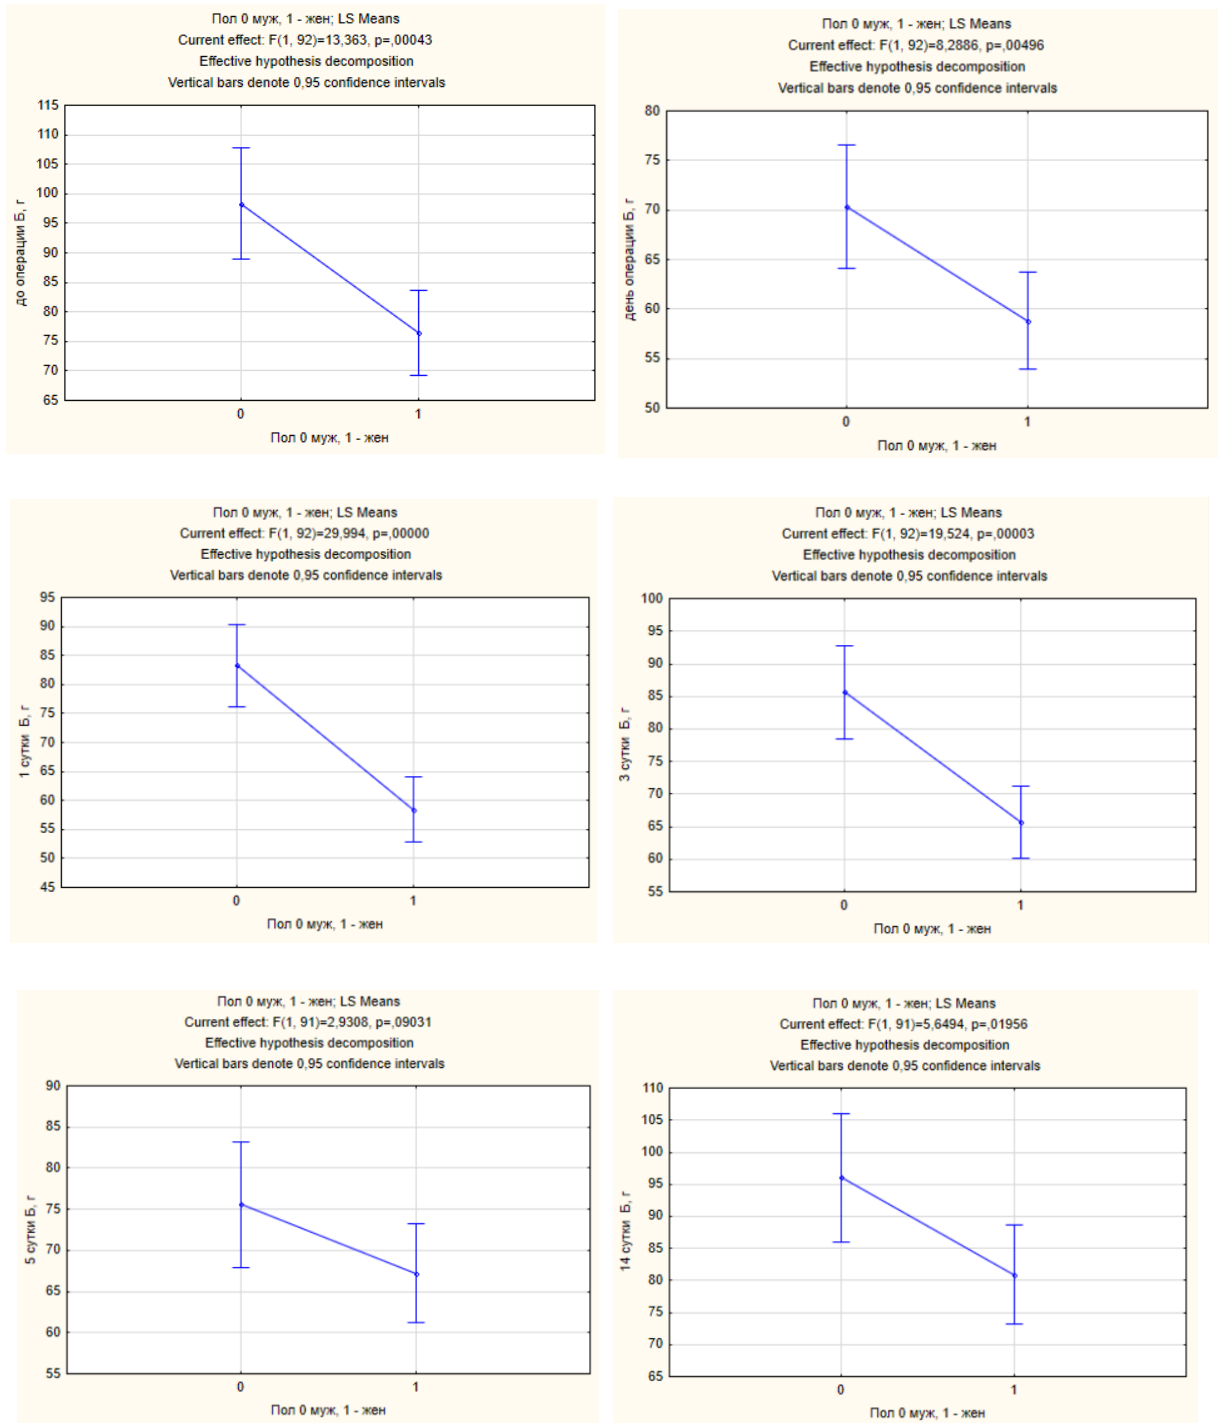 Пол 0 муж, 1 - жен; LS Means
Current effect: F(1, 92)=13,363, p=,00043
Effective hypothesis decomposition
Vertical bars denote 0,95 confidence intervals
115
110
105
100
95
90
85
80
75
70
65
до операции Б, г
0 1
Пол 0 муж, 1 - жен
Пол 0 муж, 1 - жен; LS Means
Current effect: F(1, 92)=8,2886, p=,00496
Effective hypothesis decomposition
Vertical bars denote 0,95 confidence intervals
80
75
70
65
60
55
50
день операции Б, г
0 1
Пол 0 муж, 1 - жен
Пол 0 муж, 1 - жен; LS Means
Current effect: F(1, 92)=29,994, p=,00000
Effective hypothesis decomposition
Vertical bars denote 0,95 confidence intervals
95
90
85
80
75
70
65
60
55
50
45
1 сутки Б, г
0 1
Пол 0 муж, 1 - жен
Пол 0 муж, 1 - жен; LS Means
Current effect: F(1, 92)=19,524, p=,00003
Effective hypothesis decomposition
Vertical bars denote 0,95 confidence intervals
100
95
90
85
80
75
70
65
60
55
3 сутки Б, г
0 1
Пол 0 муж, 1 - жен
Пол 0 муж, 1 - жен; LS Means
Current effect: F(1, 91)=2,9308, p=,09031
Effective hypothesis decomposition
Vertical bars denote 0,95 confidence intervals
90
85
80
75
70
65
60
55
5 сутки Б, г
0 1
Пол 0 муж, 1 - жен
Пол 0 муж, 1 - жен; LS Means
Current effect: F(1, 91)=5,6494, p=,01956
Effective hypothesis decomposition
Vertical bars denote 0,95 confidence intervals
110
105
100
95
90
85
80
75
70
65
14 сутки Б, г
0 1
Пол 0 муж, 1 - жен